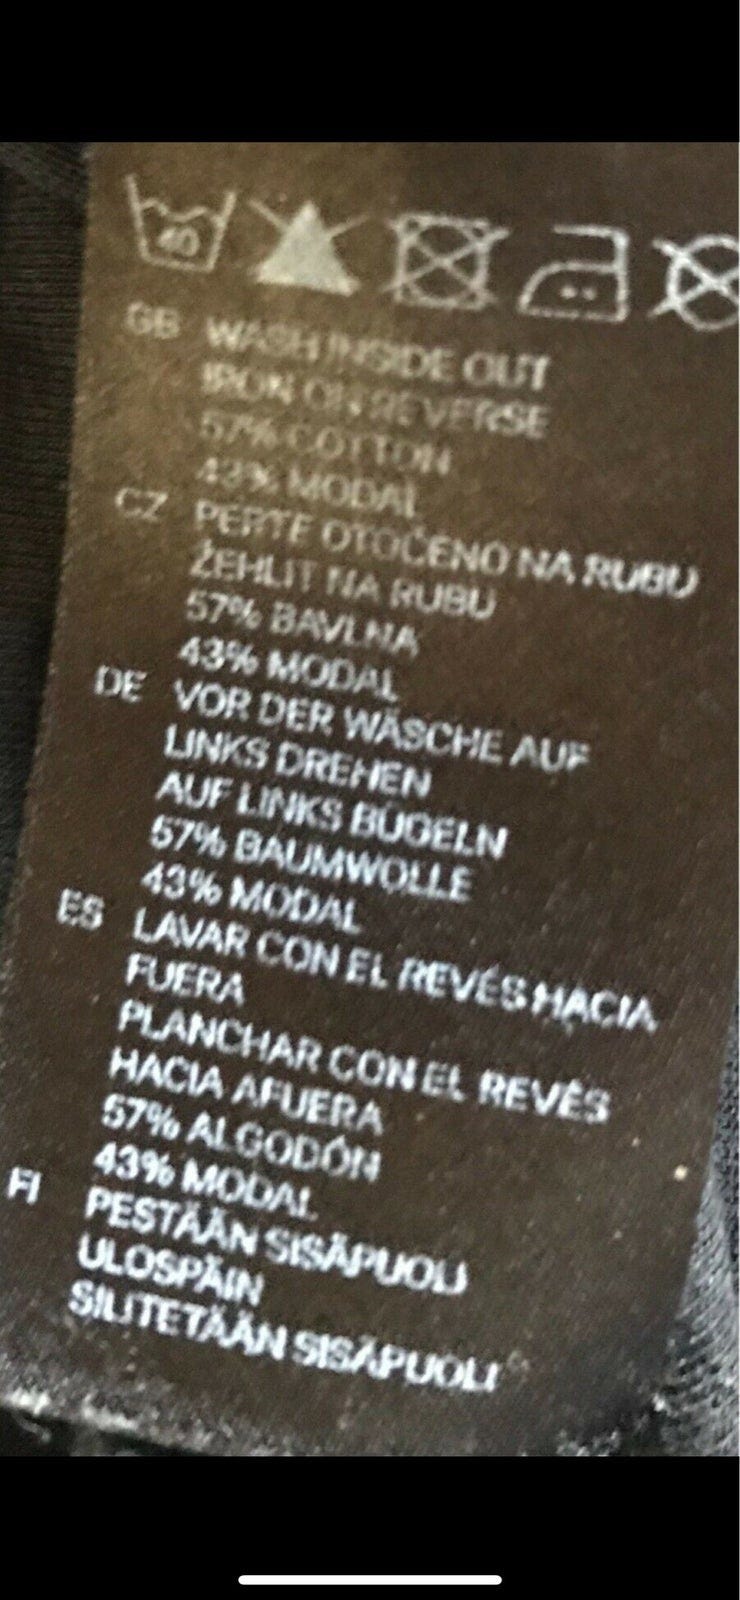 40
GB WASH INSIDE OUT
IRON ON REVERSE
57% COTTON
43% MODAL
CZ PERTE OTOČENO NA RUBU
ŽEHLIT NA RUBU
57% BAVLNA
43% MODAL
DE VOR DER WÄSCHE AUF
LINKS DREHEN
AUF LINKS BÜGELN
57% BAUMWOLLE
43% MODAL
ES LAVAR CON EL REVÉS HACIA
FUERA
PLANCHAR CON EL REVÉS
HACIA AFUERA
57% ALGODÓN
43% MODAL
FI PESTÄÄN SISÄPUOLI
ULOSPÄIN
SILITETÄÄN SISÄPUOLI